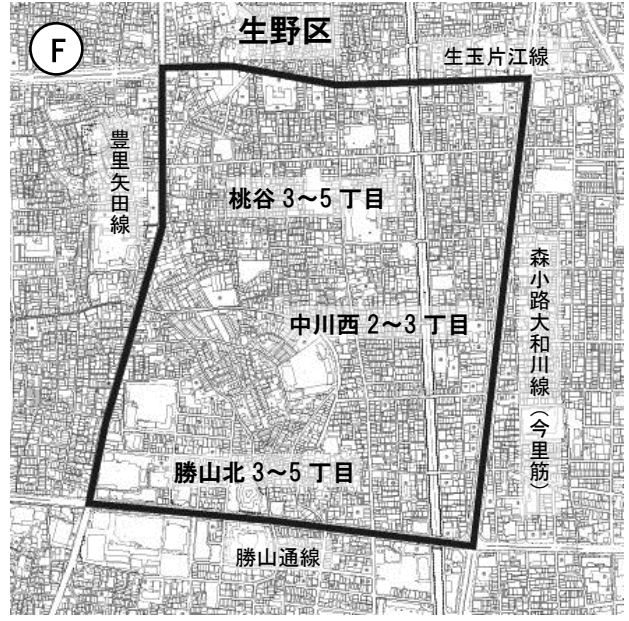 F
生野区
生玉片江線
豊里矢田線
桃谷 3～5 丁目
森小路大和川線（今里筋）
中川西 2～3 丁目
勝山北 3～5 丁目
勝山通線